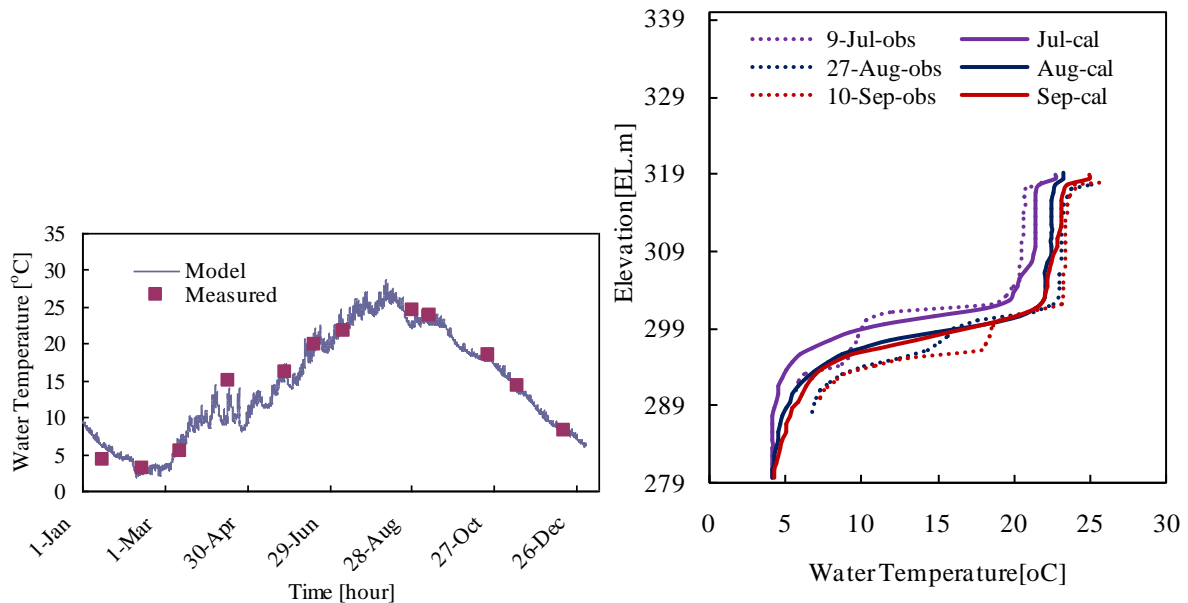 35
30
25
20
15
10
5
0
Water Temperature [°C]
Model
Measured
1-Jan
1-Mar
30-Apr
29-Jun
28-Aug
27-Oct
26-Dec
Time [hour]
339
329
319
309
299
289
279
Elevation[EL.m]
9-Jul-obs
Jul-cal
27-Aug-obs
Aug-cal
10-Sep-obs
Sep-cal
0 5 10 15 20 25 30
Water Temperature[oC]